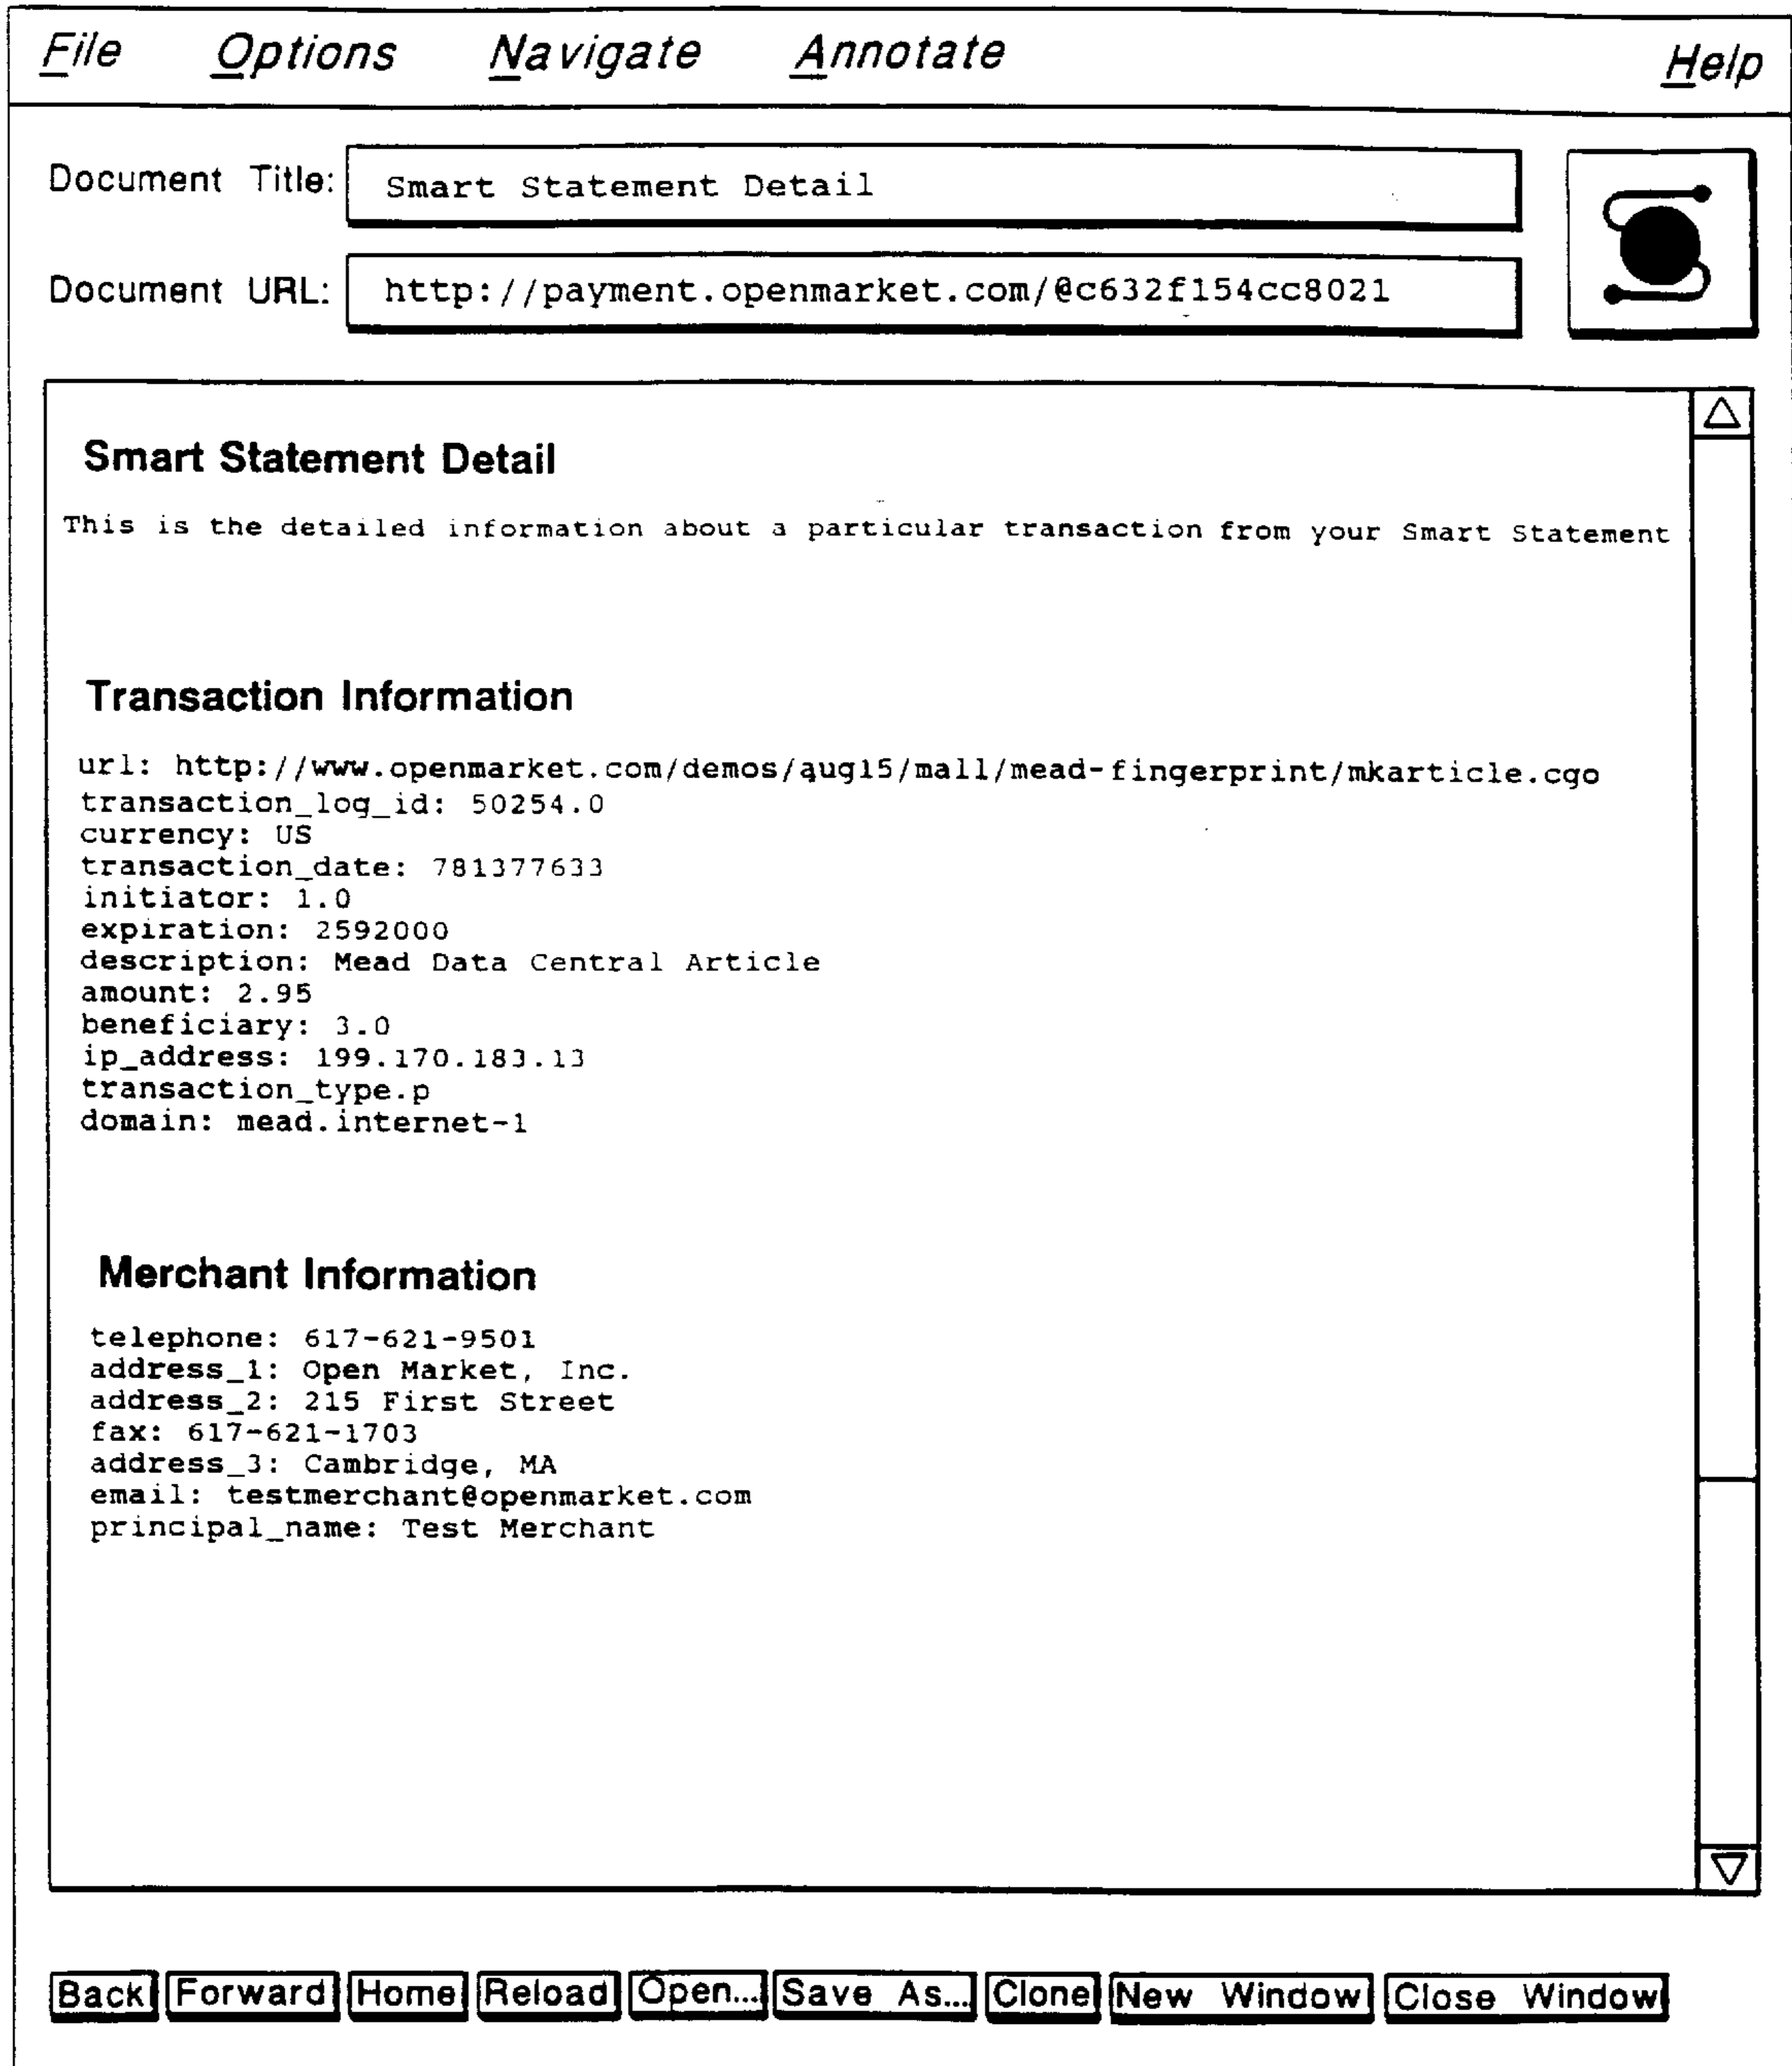 File Options Navigate Annotate Help
Document Title: Smart Statement Detail
Document URL: http://payment.openmarket.com/@c632f154cc8021
Smart Statement Detail
This is the detailed information about a particular transaction from your Smart Statement
Transaction Information
url: http://www.openmarket.com/demos/aug15/mall/mead-fingerprint/mkarticle.cgo
transaction_log_id: 50254.0
currency: US
transaction_date: 781377633
initiator: 1.0
expiration: 2592000
description: Mead Data Central Article
amount: 2.95
beneficiary: 3.0
ip_address: 199.170.183.13
transaction_type.p
domain: mead.internet-1
Merchant Information
telephone: 617-621-9501
address_1: Open Market, Inc.
address_2: 215 First Street
fax: 617-621-1703
address_3: Cambridge, MA
email: testmerchant@openmarket.com
principal_name: Test Merchant
Back Forward Home Reload Open... Save As... Clone New Window Close Window